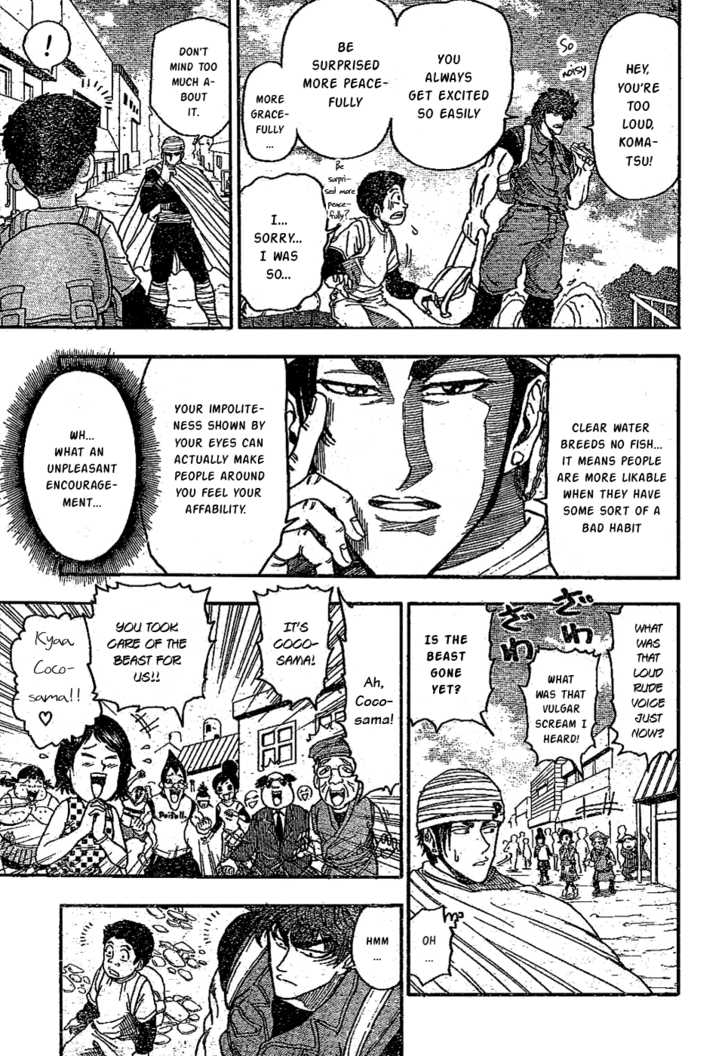 HEY,
YOU'RE
TOO
LOUD,
KOMA-
TSU!
So
noisy
YOU
ALWAYS
GET EXCITED
SO EASILY
BE
SURPRISED
MORE PEACE-
FULLY
MORE
GRACE-
FULLY
...
Be
surpri-
sed more
peace-
fully?
I...
SORRY...
I WAS
SO...
DON'T
MIND TOO
MUCH A-
BOUT
IT.
!
CLEAR WATER
BREEDS NO FISH...
IT MEANS PEOPLE
ARE MORE LIKABLE
WHEN THEY HAVE
SOME SORT OF A
BAD HABIT
YOUR IMPOLITE-
NESS SHOWN BY
YOUR EYES CAN
ACTUALLY MAKE
PEOPLE AROUND
YOU FEEL YOUR
AFFABILITY.
WH...
WHAT AN
UNPLEASANT
ENCOURAGE-
MENT...
WHAT
WAS
THAT
LOUD
RUDE
VOICE
JUST
NOW?
ざわ
ざわ
WHAT
WAS THAT
VULGAR
SCREAM I
HEARD!
IS THE
BEAST
GONE
YET?
OH
...
Ah,
Coco-
sama!
IT'S
COCO-
SAMA!
YOU TOOK
CARE OF THE
BEAST FOR
US!!
Kyaa
Coco-
sama!!
♡
HMM
...